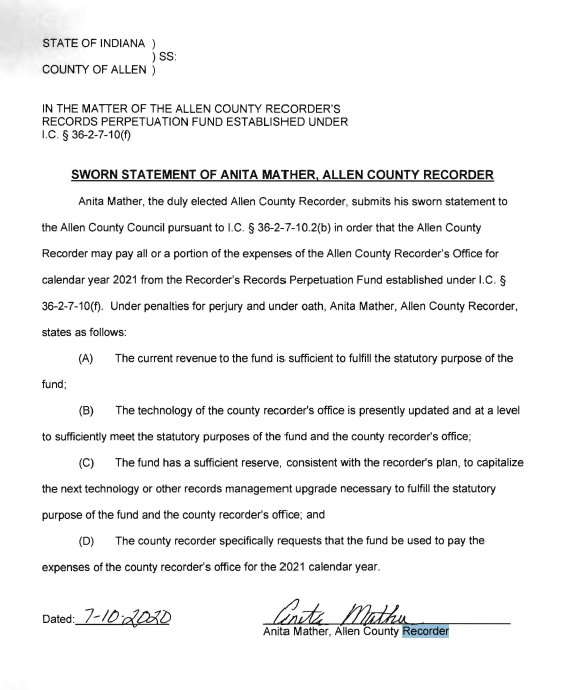 STATE OF INDIANA )
) SS:
COUNTY OF ALLEN )
IN THE MATTER OF THE ALLEN COUNTY RECORDER'S
RECORDS PERPETUATION FUND ESTABLISHED UNDER
I.C. § 36-2-7-10(f)
SWORN STATEMENT OF ANITA MATHER, ALLEN COUNTY RECORDER
Anita Mather, the duly elected Allen County Recorder, submits his sworn statement to
the Allen County Council pursuant to I.C. § 36-2-7-10.2(b) in order that the Allen County
Recorder may pay all or a portion of the expenses of the Allen County Recorder's Office for
calendar year 2021 from the Recorder's Records Perpetuation Fund established under I.C. §
36-2-7-10(f). Under penalties for perjury and under oath, Anita Mather, Allen County Recorder,
states as follows:
(A) The current revenue to the fund is sufficient to fulfill the statutory purpose of the
fund;
(B) The technology of the county recorder's office is presently updated and at a level
to sufficiently meet the statutory purposes of the fund and the county recorder's office;
(C) The fund has a sufficient reserve, consistent with the recorder's plan, to capitalize
the next technology or other records management upgrade necessary to fulfill the statutory
purpose of the fund and the county recorder's office; and
(D) The county recorder specifically requests that the fund be used to pay the
expenses of the county recorder's office for the 2021 calendar year.
Dated: 7-10-2020 Anita Mather
Anita Mather, Allen County Recorder